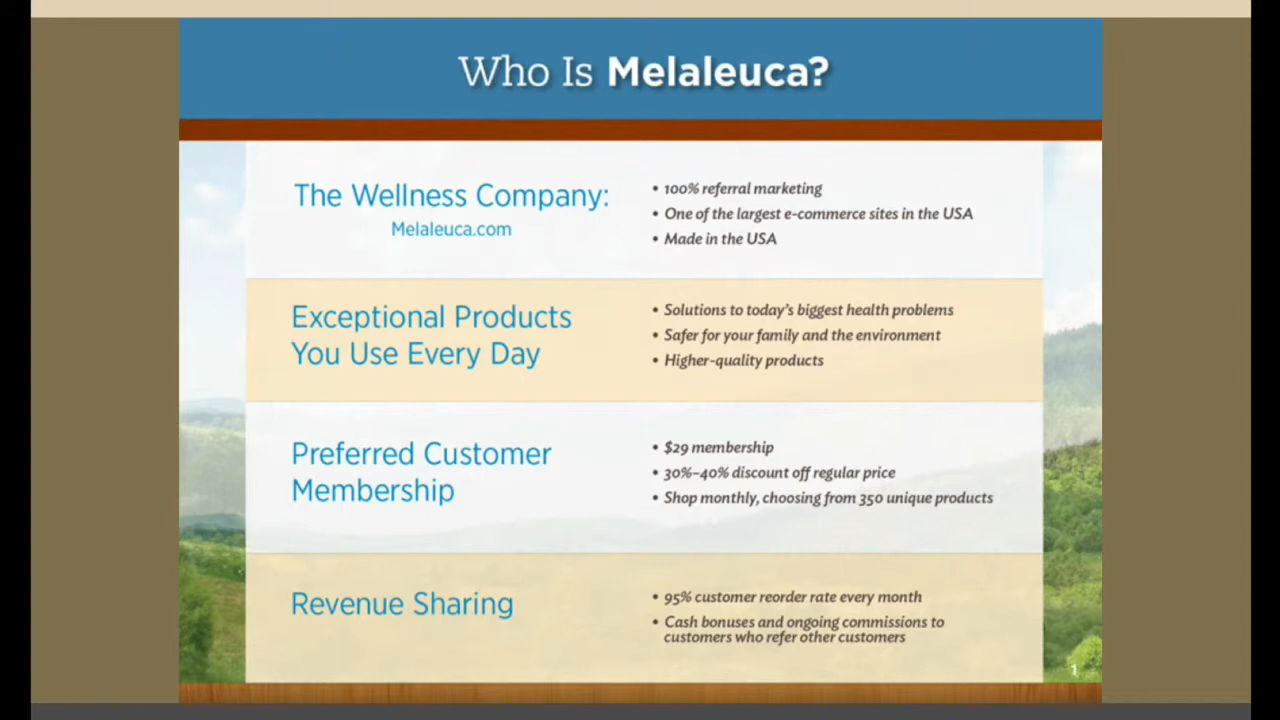 Who Is Melaleuca?
The Wellness Company:
Melaleuca.com
• 100% referral marketing
• One of the largest e-commerce sites in the USA
• Made in the USA
Exceptional Products
You Use Every Day
• Solutions to today's biggest health problems
• Safer for your family and the environment
• Higher-quality products
Preferred Customer
Membership
• $29 membership
• 30%–40% discount off regular price
• Shop monthly, choosing from 350 unique products
Revenue Sharing
• 95% customer reorder rate every month
• Cash bonuses and ongoing commissions to
customers who refer other customers
1